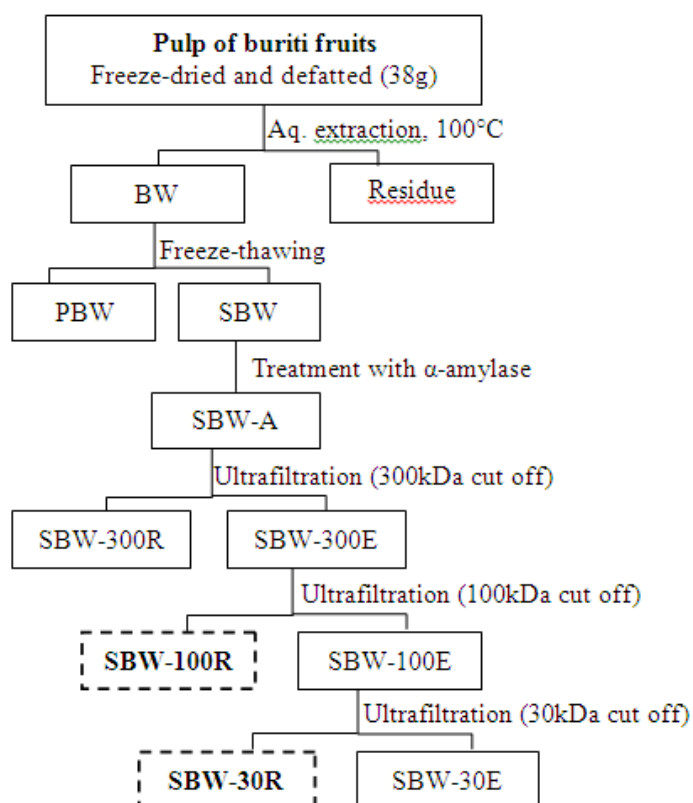 Pulp of buriti fruits
Freeze-dried and defatted (38g)
Aq. extraction, 100°C
BW
Residue
Freeze-thawing
PBW
SBW
Treatment with α-amylase
SBW-A
Ultrafiltration (300kDa cut off)
SBW-300R
SBW-300E
Ultrafiltration (100kDa cut off)
SBW-100R
SBW-100E
Ultrafiltration (30kDa cut off)
SBW-30R
SBW-30E